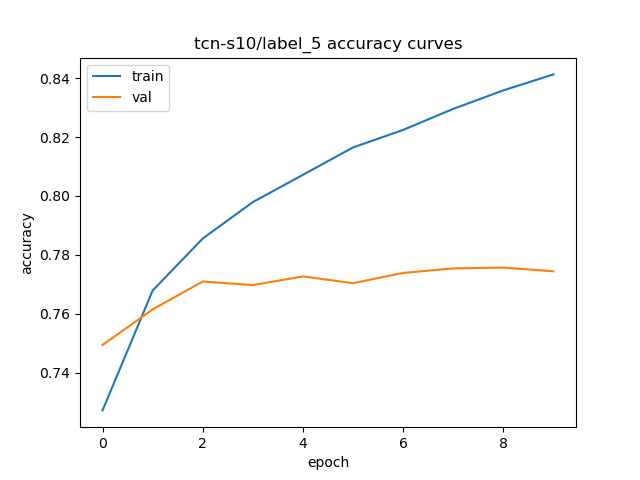 tcn-s10/label_5 accuracy curves
train
val
0.84
0.82
0.80
0.78
0.76
0.74
accuracy
0 2 4 6 8
epoch